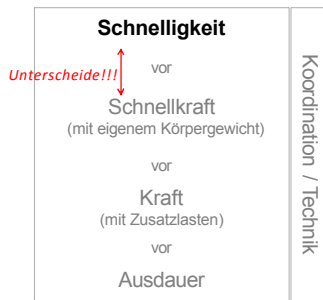 Schnelligkeit
Unterscheide!!!
vor
Schnellkraft
(mit eigenem Körpergewicht)
vor
Kraft
(mit Zusatzlasten)
vor
Ausdauer
Koordination / Technik